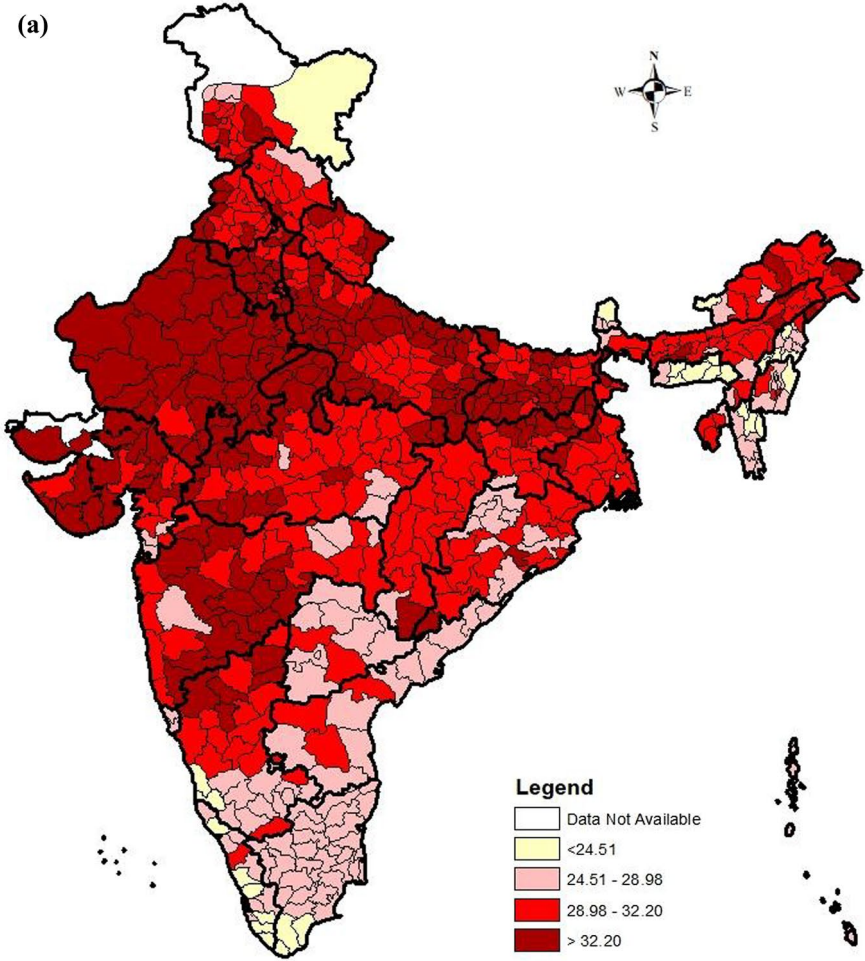 (a)
N
W E
S
Legend
Data Not Available
<24.51
24.51 - 28.98
28.98 - 32.20
> 32.20